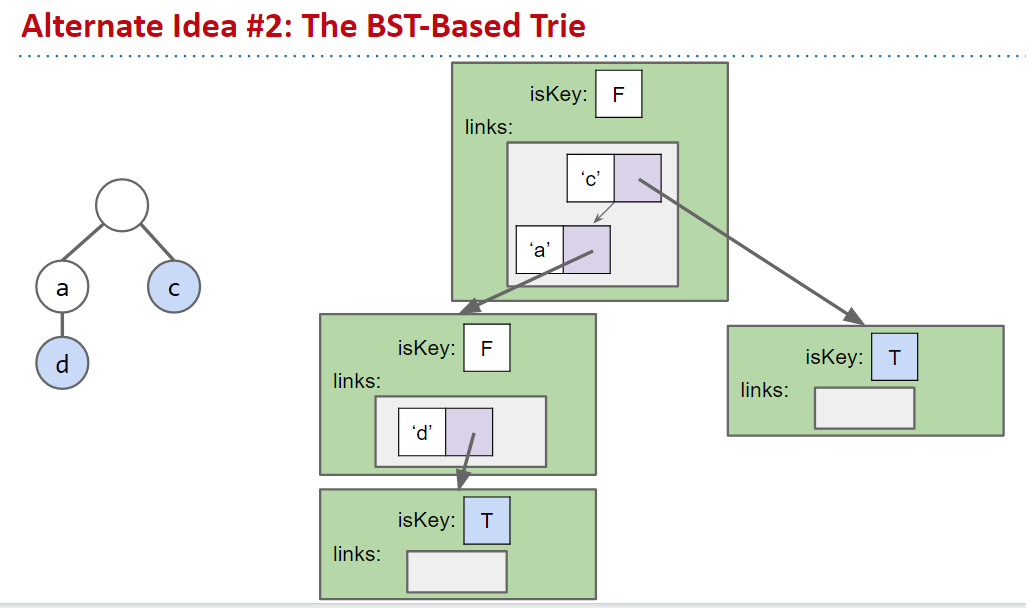 Alternate Idea #2: The BST-Based Trie
isKey: F
links:
‘c’
‘a’
a
c
d
isKey: F
links:
‘d’
isKey: T
links:
isKey: T
links: